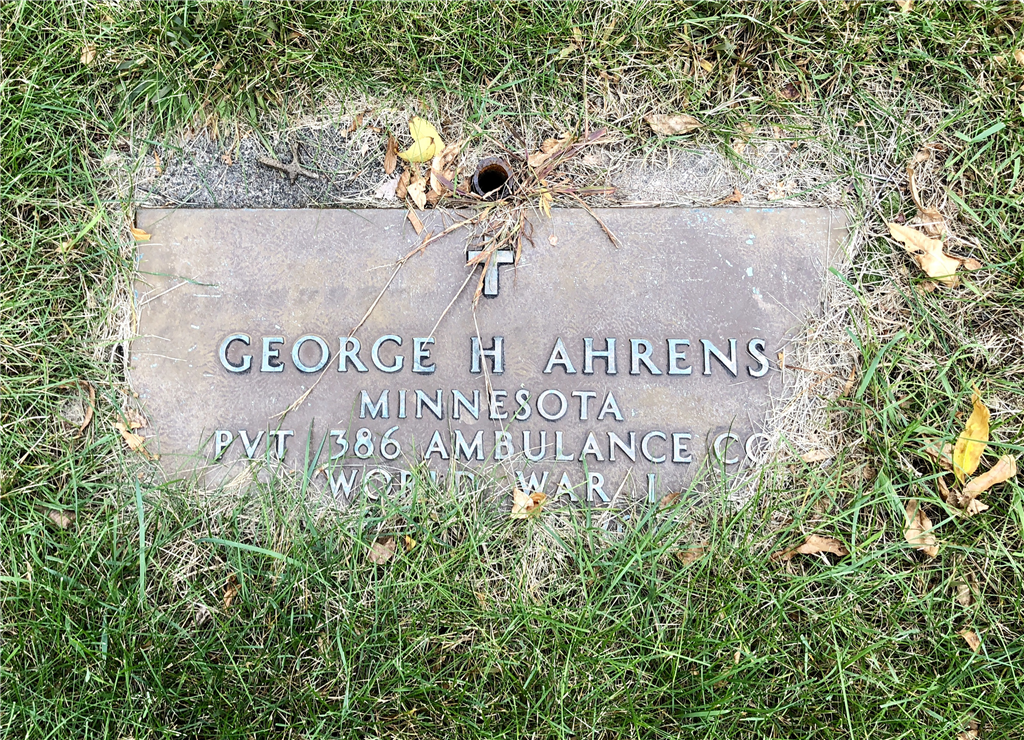 GEORGE H AHRENS
MINNESOTA
PVT 386 AMBULANCE CO
WORLD WAR I